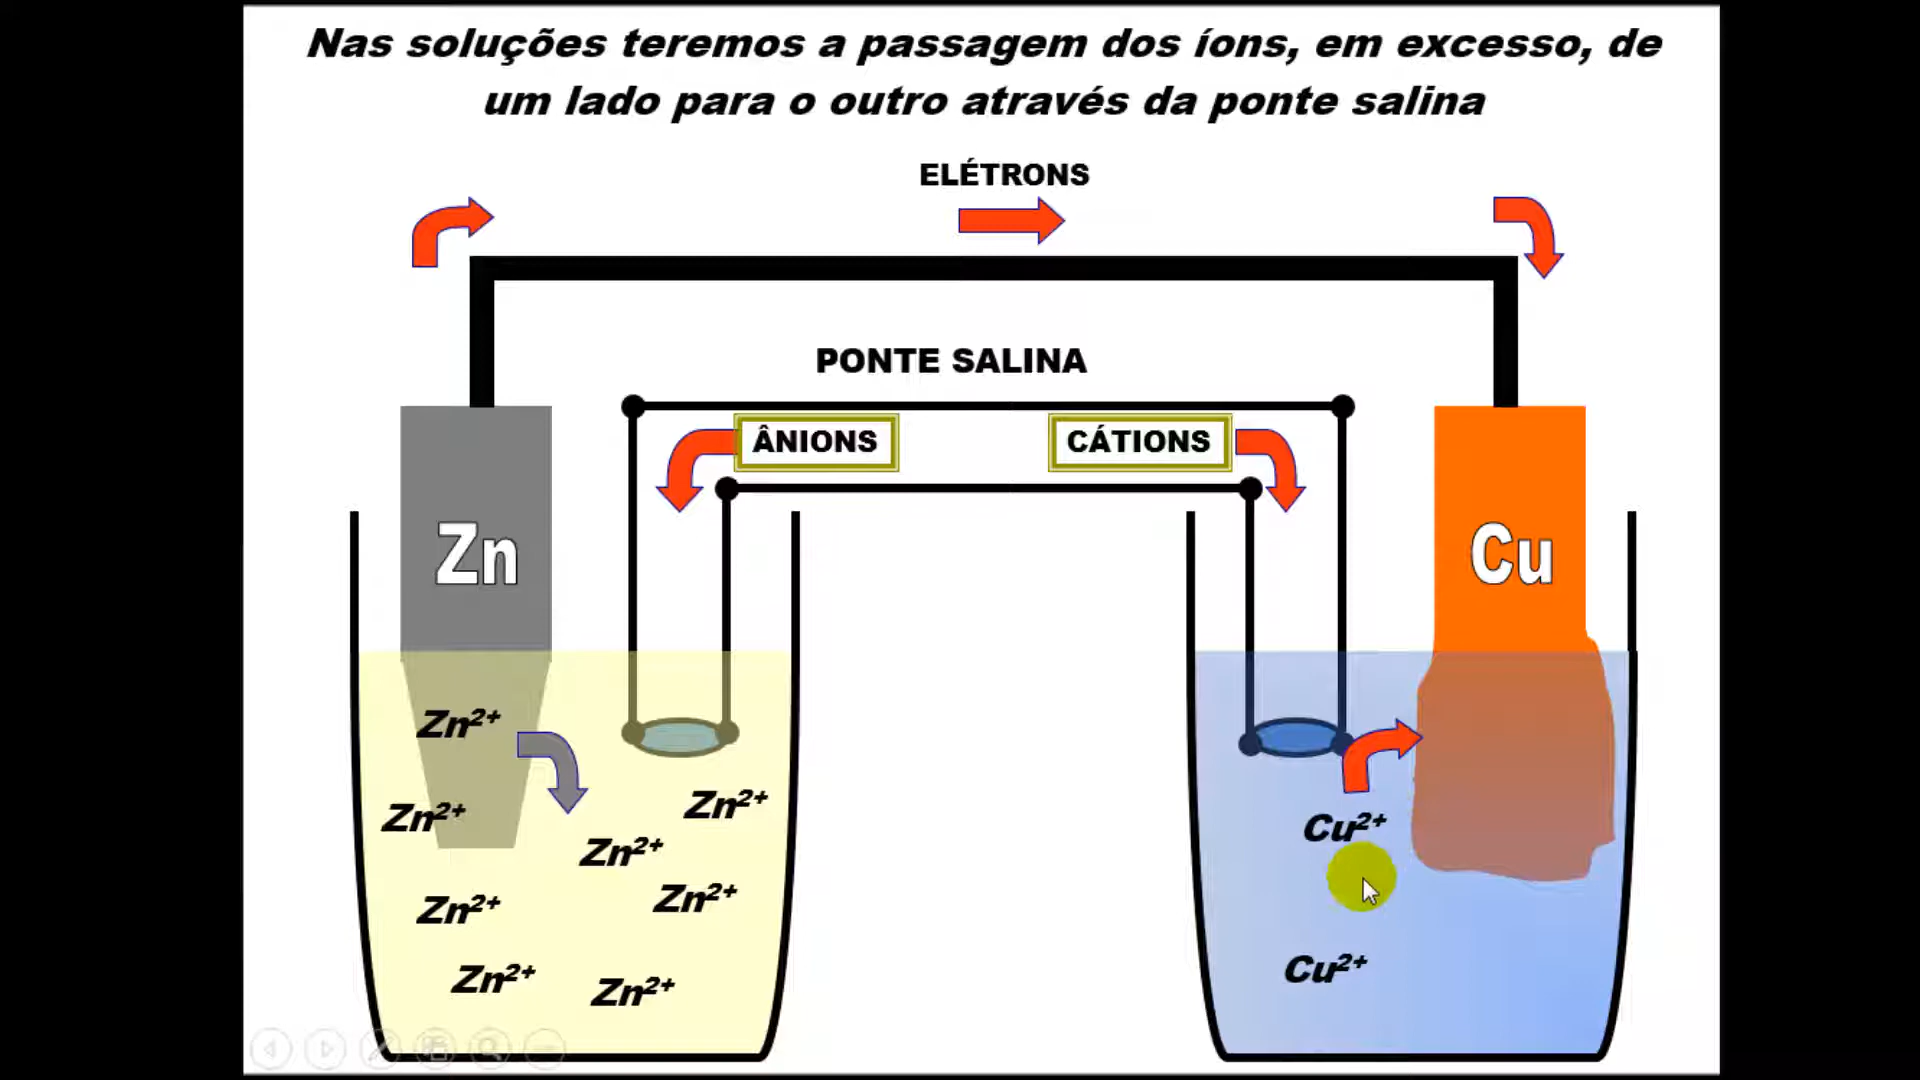 Nas soluções teremos a passagem dos íons, em excesso, de
um lado para o outro através da ponte salina
ELÉTRONS
PONTE SALINA
ÂNIONS
CÁTIONS
Zn
Cu
Zn²⁺
Zn²⁺
Zn²⁺
Zn²⁺
Zn²⁺
Zn²⁺
Zn²⁺
Zn²⁺
Cu²⁺
Cu²⁺